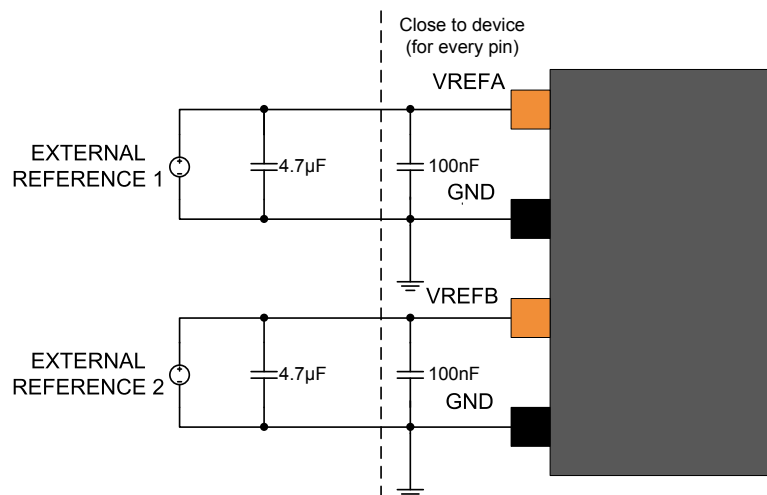 Close to device
(for every pin)
VREFA
EXTERNAL
REFERENCE 1
4.7µF
100nF
GND
VREFB
EXTERNAL
REFERENCE 2
4.7µF
100nF
GND